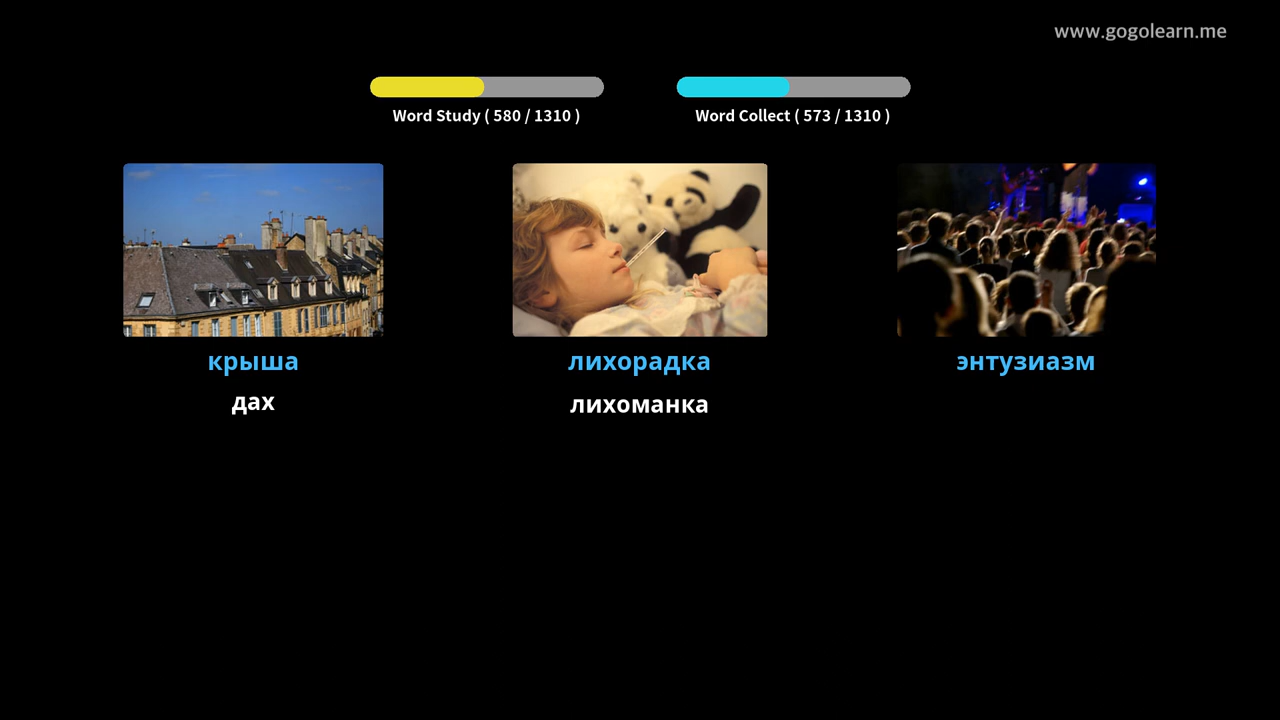 www.gogolearn.me
Word Study ( 580 / 1310 )
Word Collect ( 573 / 1310 )
крыша
лихорадка
энтузиазм
дах
лихоманка